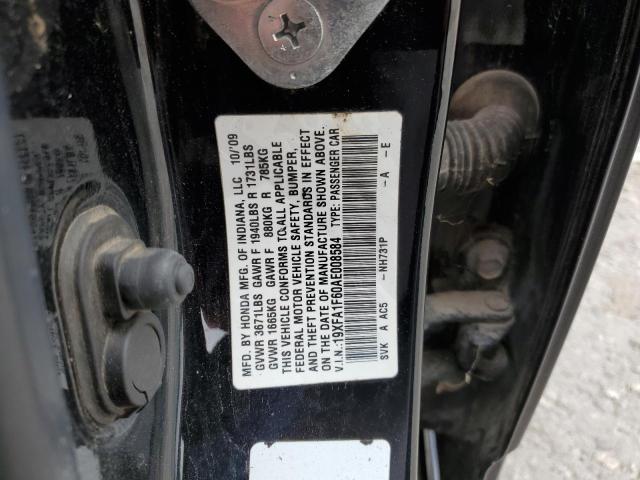 MFD. BY HONDA MFG. OF INDIANA, LLC 10/'09
GVWR 3671LBS GAWR F 1940LBS R 1731LBS
GVWR 1665KG GAWR F 880KG R 785KG
THIS VEHICLE CONFORMS TO ALL APPLICABLE
FEDERAL MOTOR VEHICLE SAFETY, BUMPER,
AND THEFT PREVENTION STANDARDS IN EFFECT
ON THE DATE OF MANUFACTURE SHOWN ABOVE.
V.I.N.:19XFA1F60AE008584 TYPE: PASSENGER CAR
SVK A AC5 -NH731P -A -E